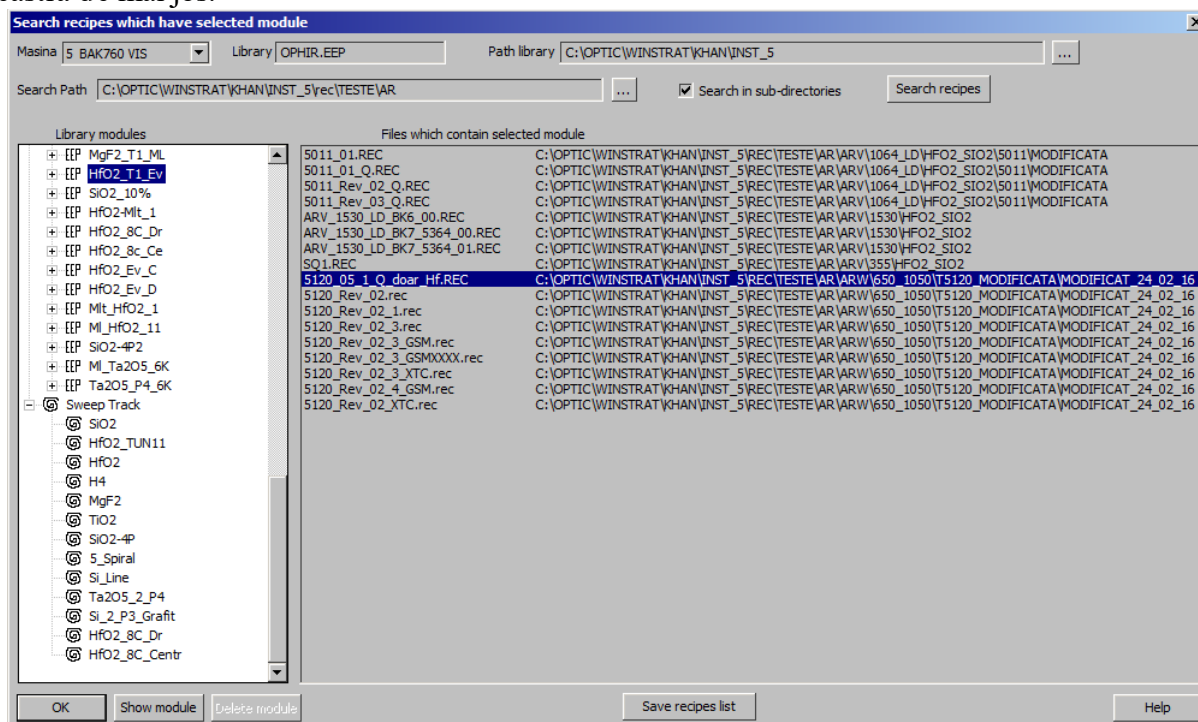 Search recipes which have selected module
Masina 5 BAK760 VIS Library OPHIR.EEP Path library C:\OPTIC\WINSTRAT\KHAN\INST_5 ...
Search Path C:\OPTIC\WINSTRAT\KHAN\INST_5\rec\TESTE\AR ... Search in sub-directories Search recipes
Library modules Files which contain selected module
EEP MgF2_T1_ML
EEP HfO2_T1_Ev
EEP SiO2_10%
EEP HfO2-Mlt_1
EEP HfO2_8C_Dr
EEP HfO2_8c_Ce
EEP HfO2_Ev_C
EEP HfO2_Ev_D
EEP Mlt_HfO2_1
EEP Ml_HfO2_11
EEP SiO2-4P2
EEP Ml_Ta2O5_6K
EEP Ta2O5_P4_6K
Sweep Track
SiO2
HfO2_TUN11
HfO2
H4
MgF2
TiO2
SiO2-4P
5_Spiral
Si_Line
Ta2O5_2_P4
Si_2_P3_Grafit
HfO2_8C_Dr
HfO2_8C_Centr
5011_01.REC C:\OPTIC\WINSTRAT\KHAN\INST_5\REC\TESTE\AR\ARV\1064_LD\HFO2_SIO2\5011\MODIFICATA
5011_01_Q.REC C:\OPTIC\WINSTRAT\KHAN\INST_5\REC\TESTE\AR\ARV\1064_LD\HFO2_SIO2\5011\MODIFICATA
5011_Rev_02_Q.REC C:\OPTIC\WINSTRAT\KHAN\INST_5\REC\TESTE\AR\ARV\1064_LD\HFO2_SIO2\5011\MODIFICATA
5011_Rev_03_Q.REC C:\OPTIC\WINSTRAT\KHAN\INST_5\REC\TESTE\AR\ARV\1064_LD\HFO2_SIO2\5011\MODIFICATA
ARV_1530_LD_BK6_00.REC C:\OPTIC\WINSTRAT\KHAN\INST_5\REC\TESTE\AR\ARV\1530\HFO2_SIO2
ARV_1530_LD_BK7_5364_00.REC C:\OPTIC\WINSTRAT\KHAN\INST_5\REC\TESTE\AR\ARV\1530\HFO2_SIO2
ARV_1530_LD_BK7_5364_01.REC C:\OPTIC\WINSTRAT\KHAN\INST_5\REC\TESTE\AR\ARV\1530\HFO2_SIO2
SQ1.REC C:\OPTIC\WINSTRAT\KHAN\INST_5\REC\TESTE\AR\ARV\355\HFO2_SIO2
5120_05_1_Q_doar_Hf.REC C:\OPTIC\WINSTRAT\KHAN\INST_5\REC\TESTE\AR\ARW\650_1050\T5120_MODIFICATA\MODIFICAT_24_02_16
5120_Rev_02.rec C:\OPTIC\WINSTRAT\KHAN\INST_5\REC\TESTE\AR\ARW\650_1050\T5120_MODIFICATA\MODIFICAT_24_02_16
5120_Rev_02_1.rec C:\OPTIC\WINSTRAT\KHAN\INST_5\REC\TESTE\AR\ARW\650_1050\T5120_MODIFICATA\MODIFICAT_24_02_16
5120_Rev_02_3.rec C:\OPTIC\WINSTRAT\KHAN\INST_5\REC\TESTE\AR\ARW\650_1050\T5120_MODIFICATA\MODIFICAT_24_02_16
5120_Rev_02_3_GSM.rec C:\OPTIC\WINSTRAT\KHAN\INST_5\REC\TESTE\AR\ARW\650_1050\T5120_MODIFICATA\MODIFICAT_24_02_16
5120_Rev_02_3_GSMXXXX.rec C:\OPTIC\WINSTRAT\KHAN\INST_5\REC\TESTE\AR\ARW\650_1050\T5120_MODIFICATA\MODIFICAT_24_02_16
5120_Rev_02_3_XTC.rec C:\OPTIC\WINSTRAT\KHAN\INST_5\REC\TESTE\AR\ARW\650_1050\T5120_MODIFICATA\MODIFICAT_24_02_16
5120_Rev_02_4_GSM.rec C:\OPTIC\WINSTRAT\KHAN\INST_5\REC\TESTE\AR\ARW\650_1050\T5120_MODIFICATA\MODIFICAT_24_02_16
5120_Rev_02_XTC.rec C:\OPTIC\WINSTRAT\KHAN\INST_5\REC\TESTE\AR\ARW\650_1050\T5120_MODIFICATA\MODIFICAT_24_02_16
OK Show module Delete module Save recipes list Help